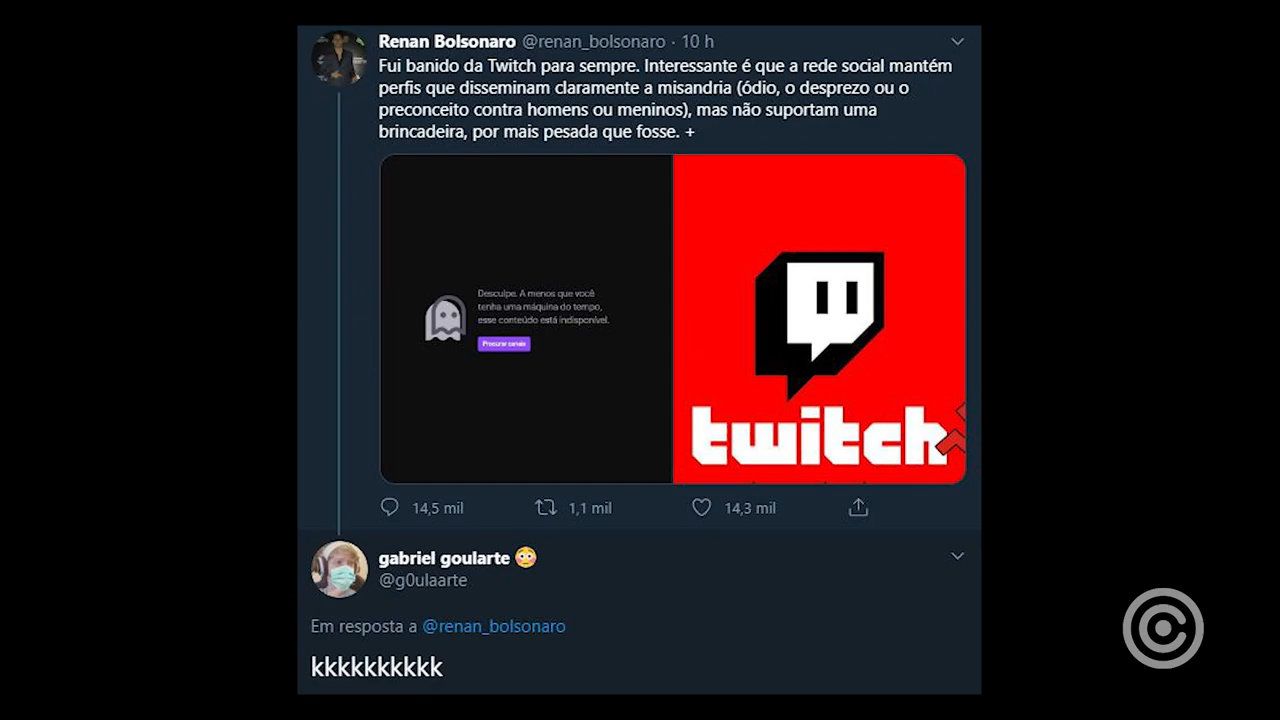 Renan Bolsonaro @renan_bolsonaro · 10 h
Fui banido da Twitch para sempre. Interessante é que a rede social mantém
perfis que disseminam claramente a misandria (ódio, o desprezo ou o
preconceito contra homens ou meninos), mas não suportam uma
brincadeira, por mais pesada que fosse. +
Desculpe. A menos que você
tenha uma máquina do tempo,
esse conteúdo está indisponível.
Procurar canais
twitch
14,5 mil 1,1 mil 14,3 mil
gabriel goularte 😳
@g0ulaarte
Em resposta a @renan_bolsonaro
kkkkkkkkkk